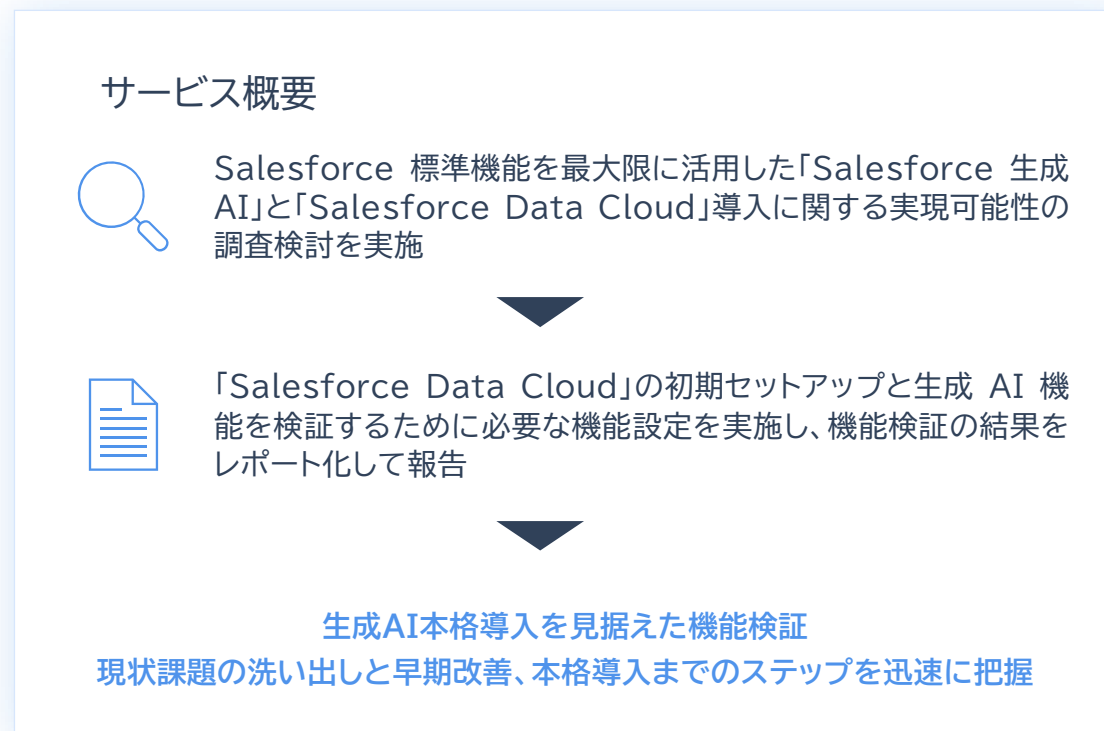 サービス概要
Salesforce 標準機能を最大限に活用した「Salesforce 生成
AI」と「Salesforce Data Cloud」導入に関する実現可能性の
調査検討を実施
「Salesforce Data Cloud」の初期セットアップと生成 AI 機
能を検証するために必要な機能設定を実施し、機能検証の結果を
レポート化して報告
生成AI本格導入を見据えた機能検証
現状課題の洗い出しと早期改善、本格導入までのステップを迅速に把握